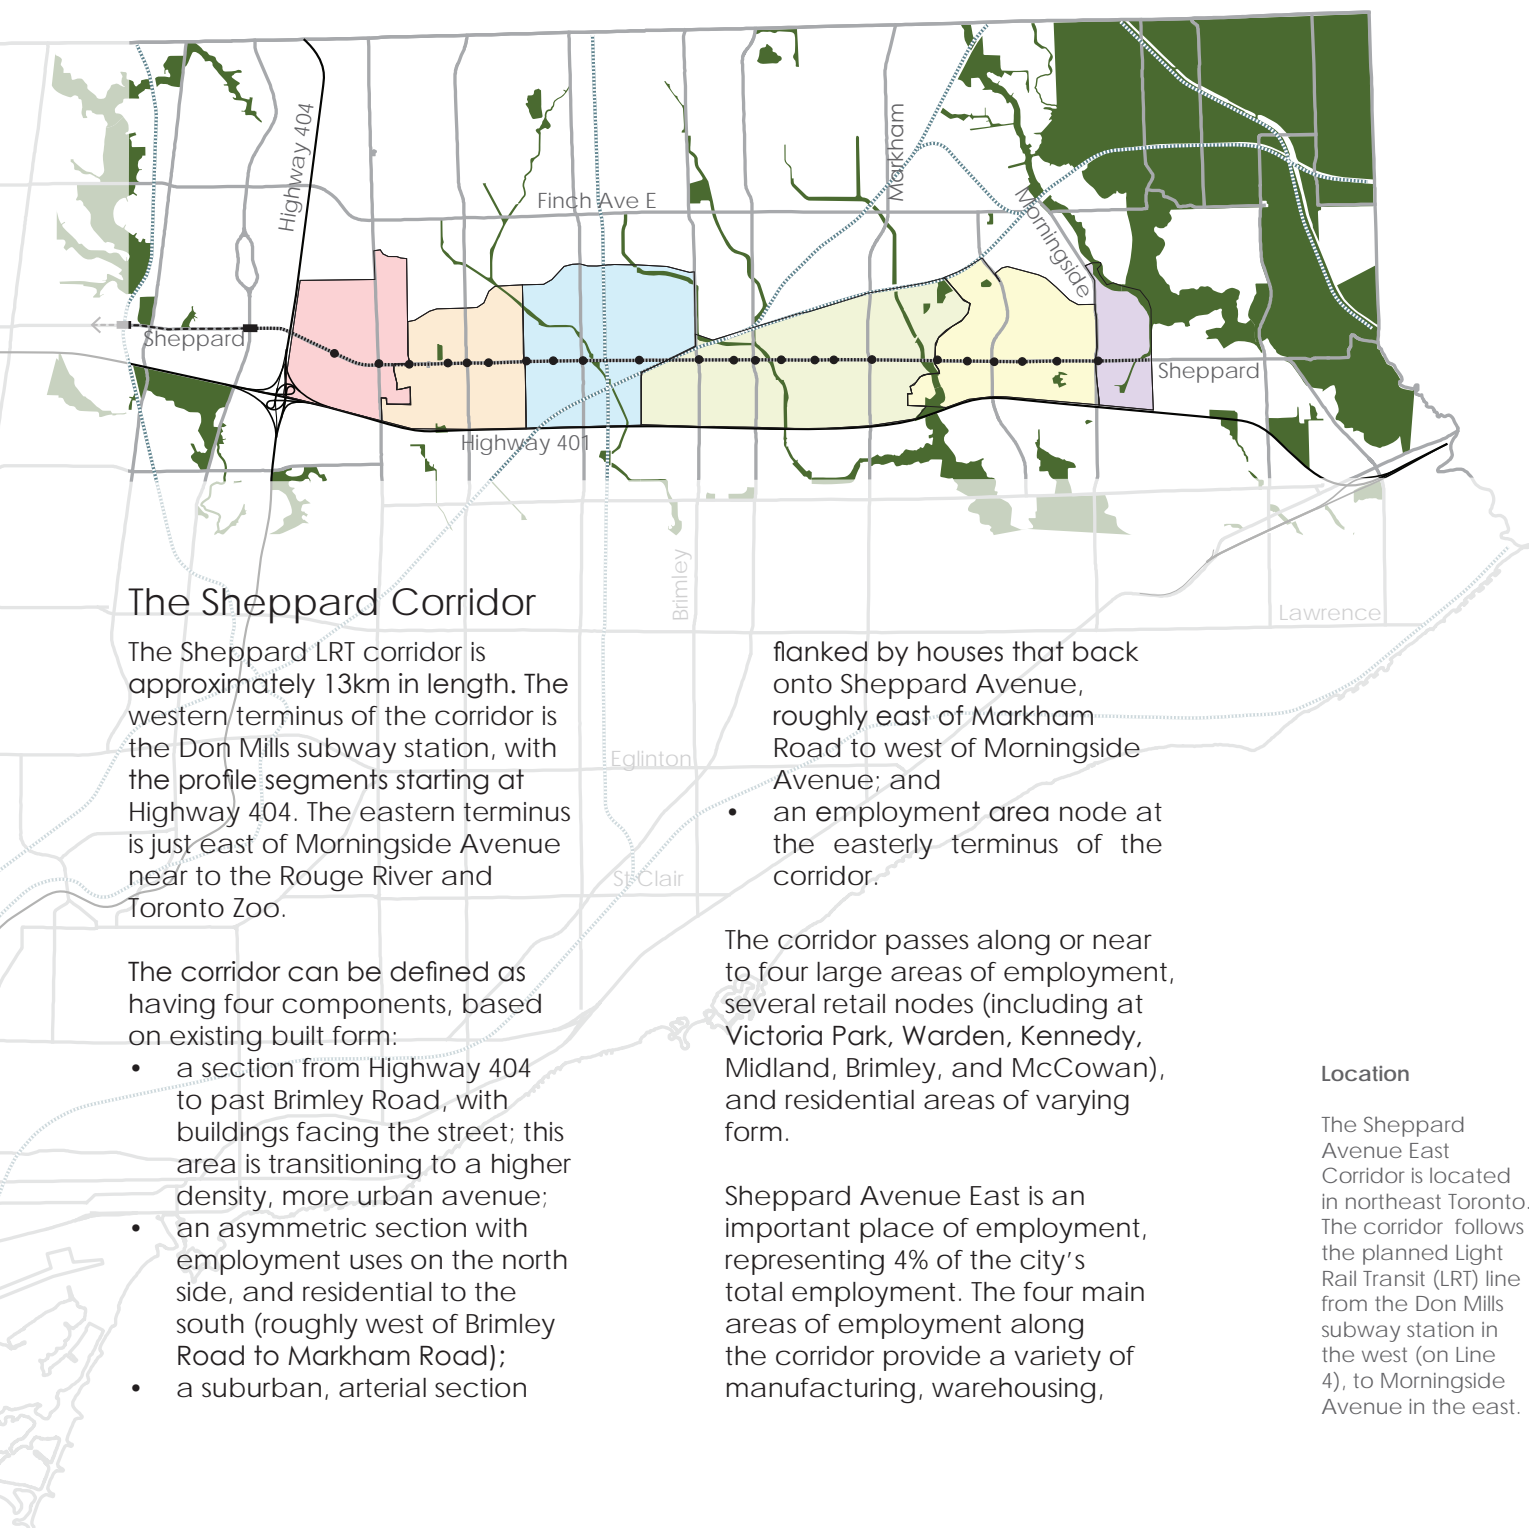 Highway 404
Markham
Finch Ave E
Morningside
Sheppard
Sheppard
Highway 401
Brimley
Lawrence
Eglinton
St Clair
The Sheppard Corridor
The Sheppard LRT corridor is
approximately 13km in length. The
western terminus of the corridor is
the Don Mills subway station, with
the profile segments starting at
Highway 404. The eastern terminus
is just east of Morningside Avenue
near to the Rouge River and
Toronto Zoo.
The corridor can be defined as
having four components, based
on existing built form:
• a section from Highway 404
to past Brimley Road, with
buildings facing the street; this
area is transitioning to a higher
density, more urban avenue;
• an asymmetric section with
employment uses on the north
side, and residential to the
south (roughly west of Brimley
Road to Markham Road);
• a suburban, arterial section
flanked by houses that back
onto Sheppard Avenue,
roughly east of Markham
Road to west of Morningside
Avenue; and
• an employment area node at
the easterly terminus of the
corridor.
The corridor passes along or near
to four large areas of employment,
several retail nodes (including at
Victoria Park, Warden, Kennedy,
Midland, Brimley, and McCowan),
and residential areas of varying
form.
Sheppard Avenue East is an
important place of employment,
representing 4% of the city's
total employment. The four main
areas of employment along
the corridor provide a variety of
manufacturing, warehousing,
Location
The Sheppard
Avenue East
Corridor is located
in northeast Toronto.
The corridor follows
the planned Light
Rail Transit (LRT) line
from the Don Mills
subway station in
the west (on Line
4), to Morningside
Avenue in the east.